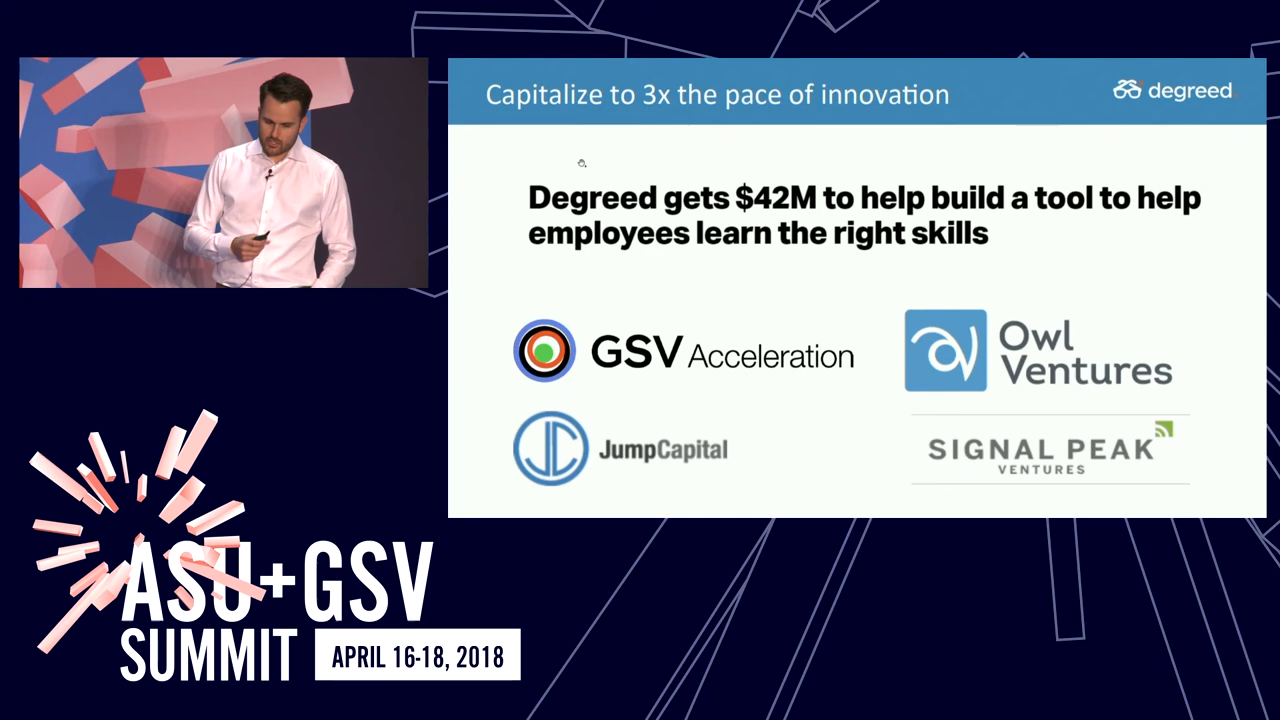 Capitalize to 3x the pace of innovation
degreed
Degreed gets $42M to help build a tool to help
employees learn the right skills
GSV Acceleration
Owl
Ventures
JC JumpCapital
SIGNAL PEAK
VENTURES
ASU+GSV
SUMMIT
APRIL 16-18, 2018